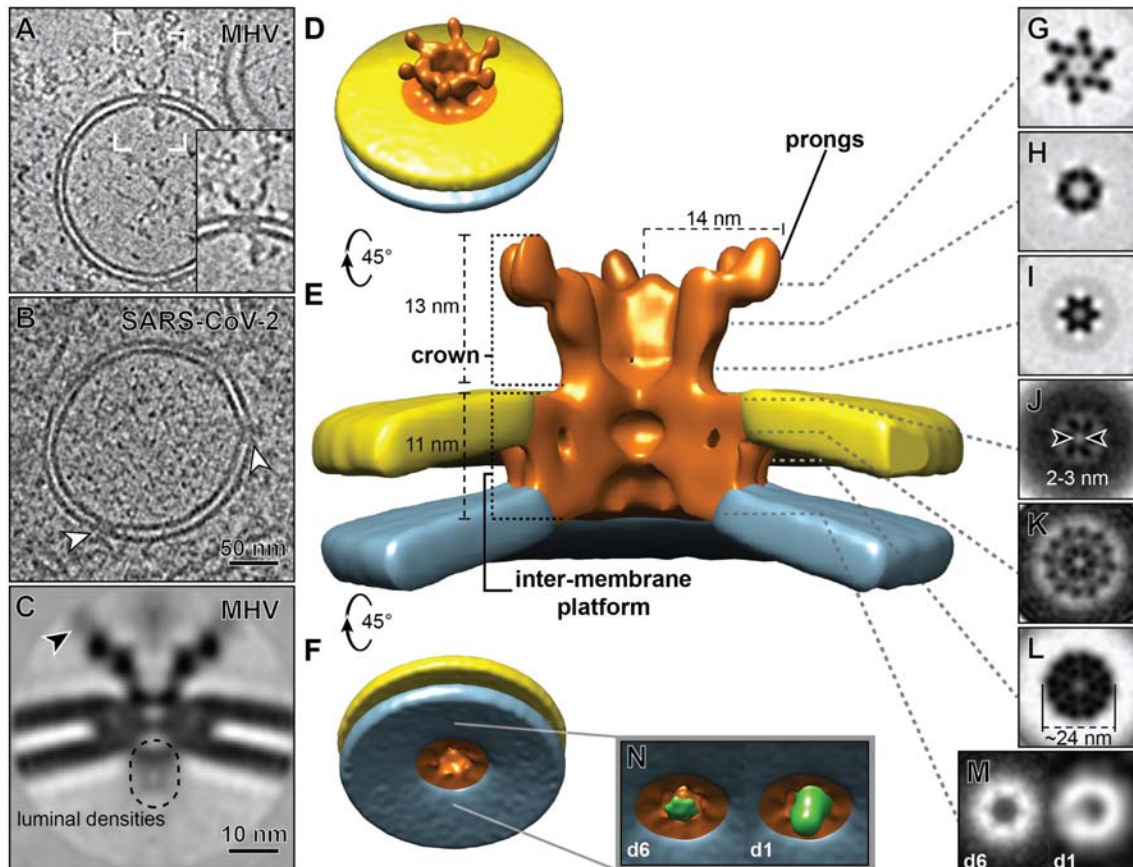 A
MHV
B
SARS-CoV-2
50 nm
C
MHV
luminal densities
10 nm
D
45°
E
13 nm
crown
11 nm
14 nm
prongs
inter-membrane
platform
45°
F
N
d6
d1
G
H
I
J
2-3 nm
K
L
~24 nm
M
d6
d1